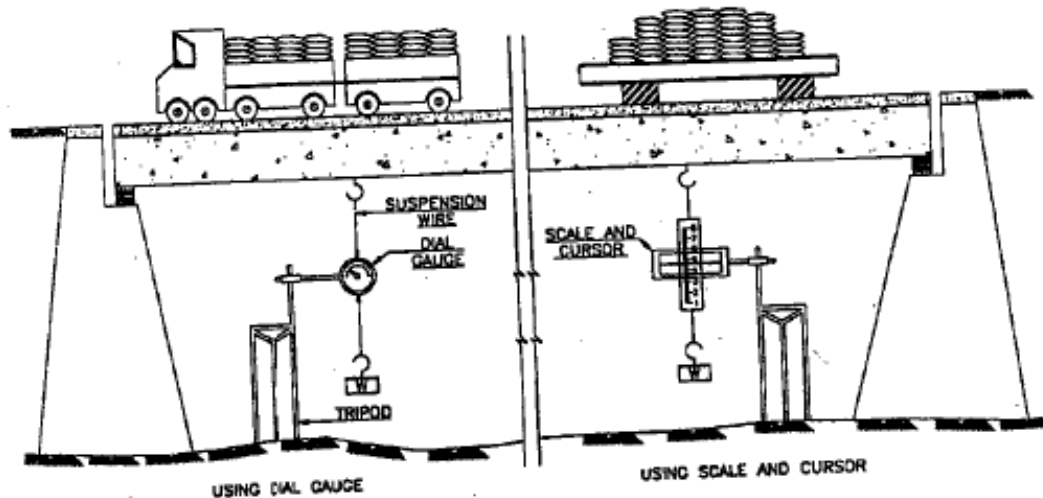 SUSPENSION
WIRE
DIAL
GAUGE
W
TRIPOD
USING DIAL GAUGE
SCALE AND
CURSOR
W
USING SCALE AND CURSOR